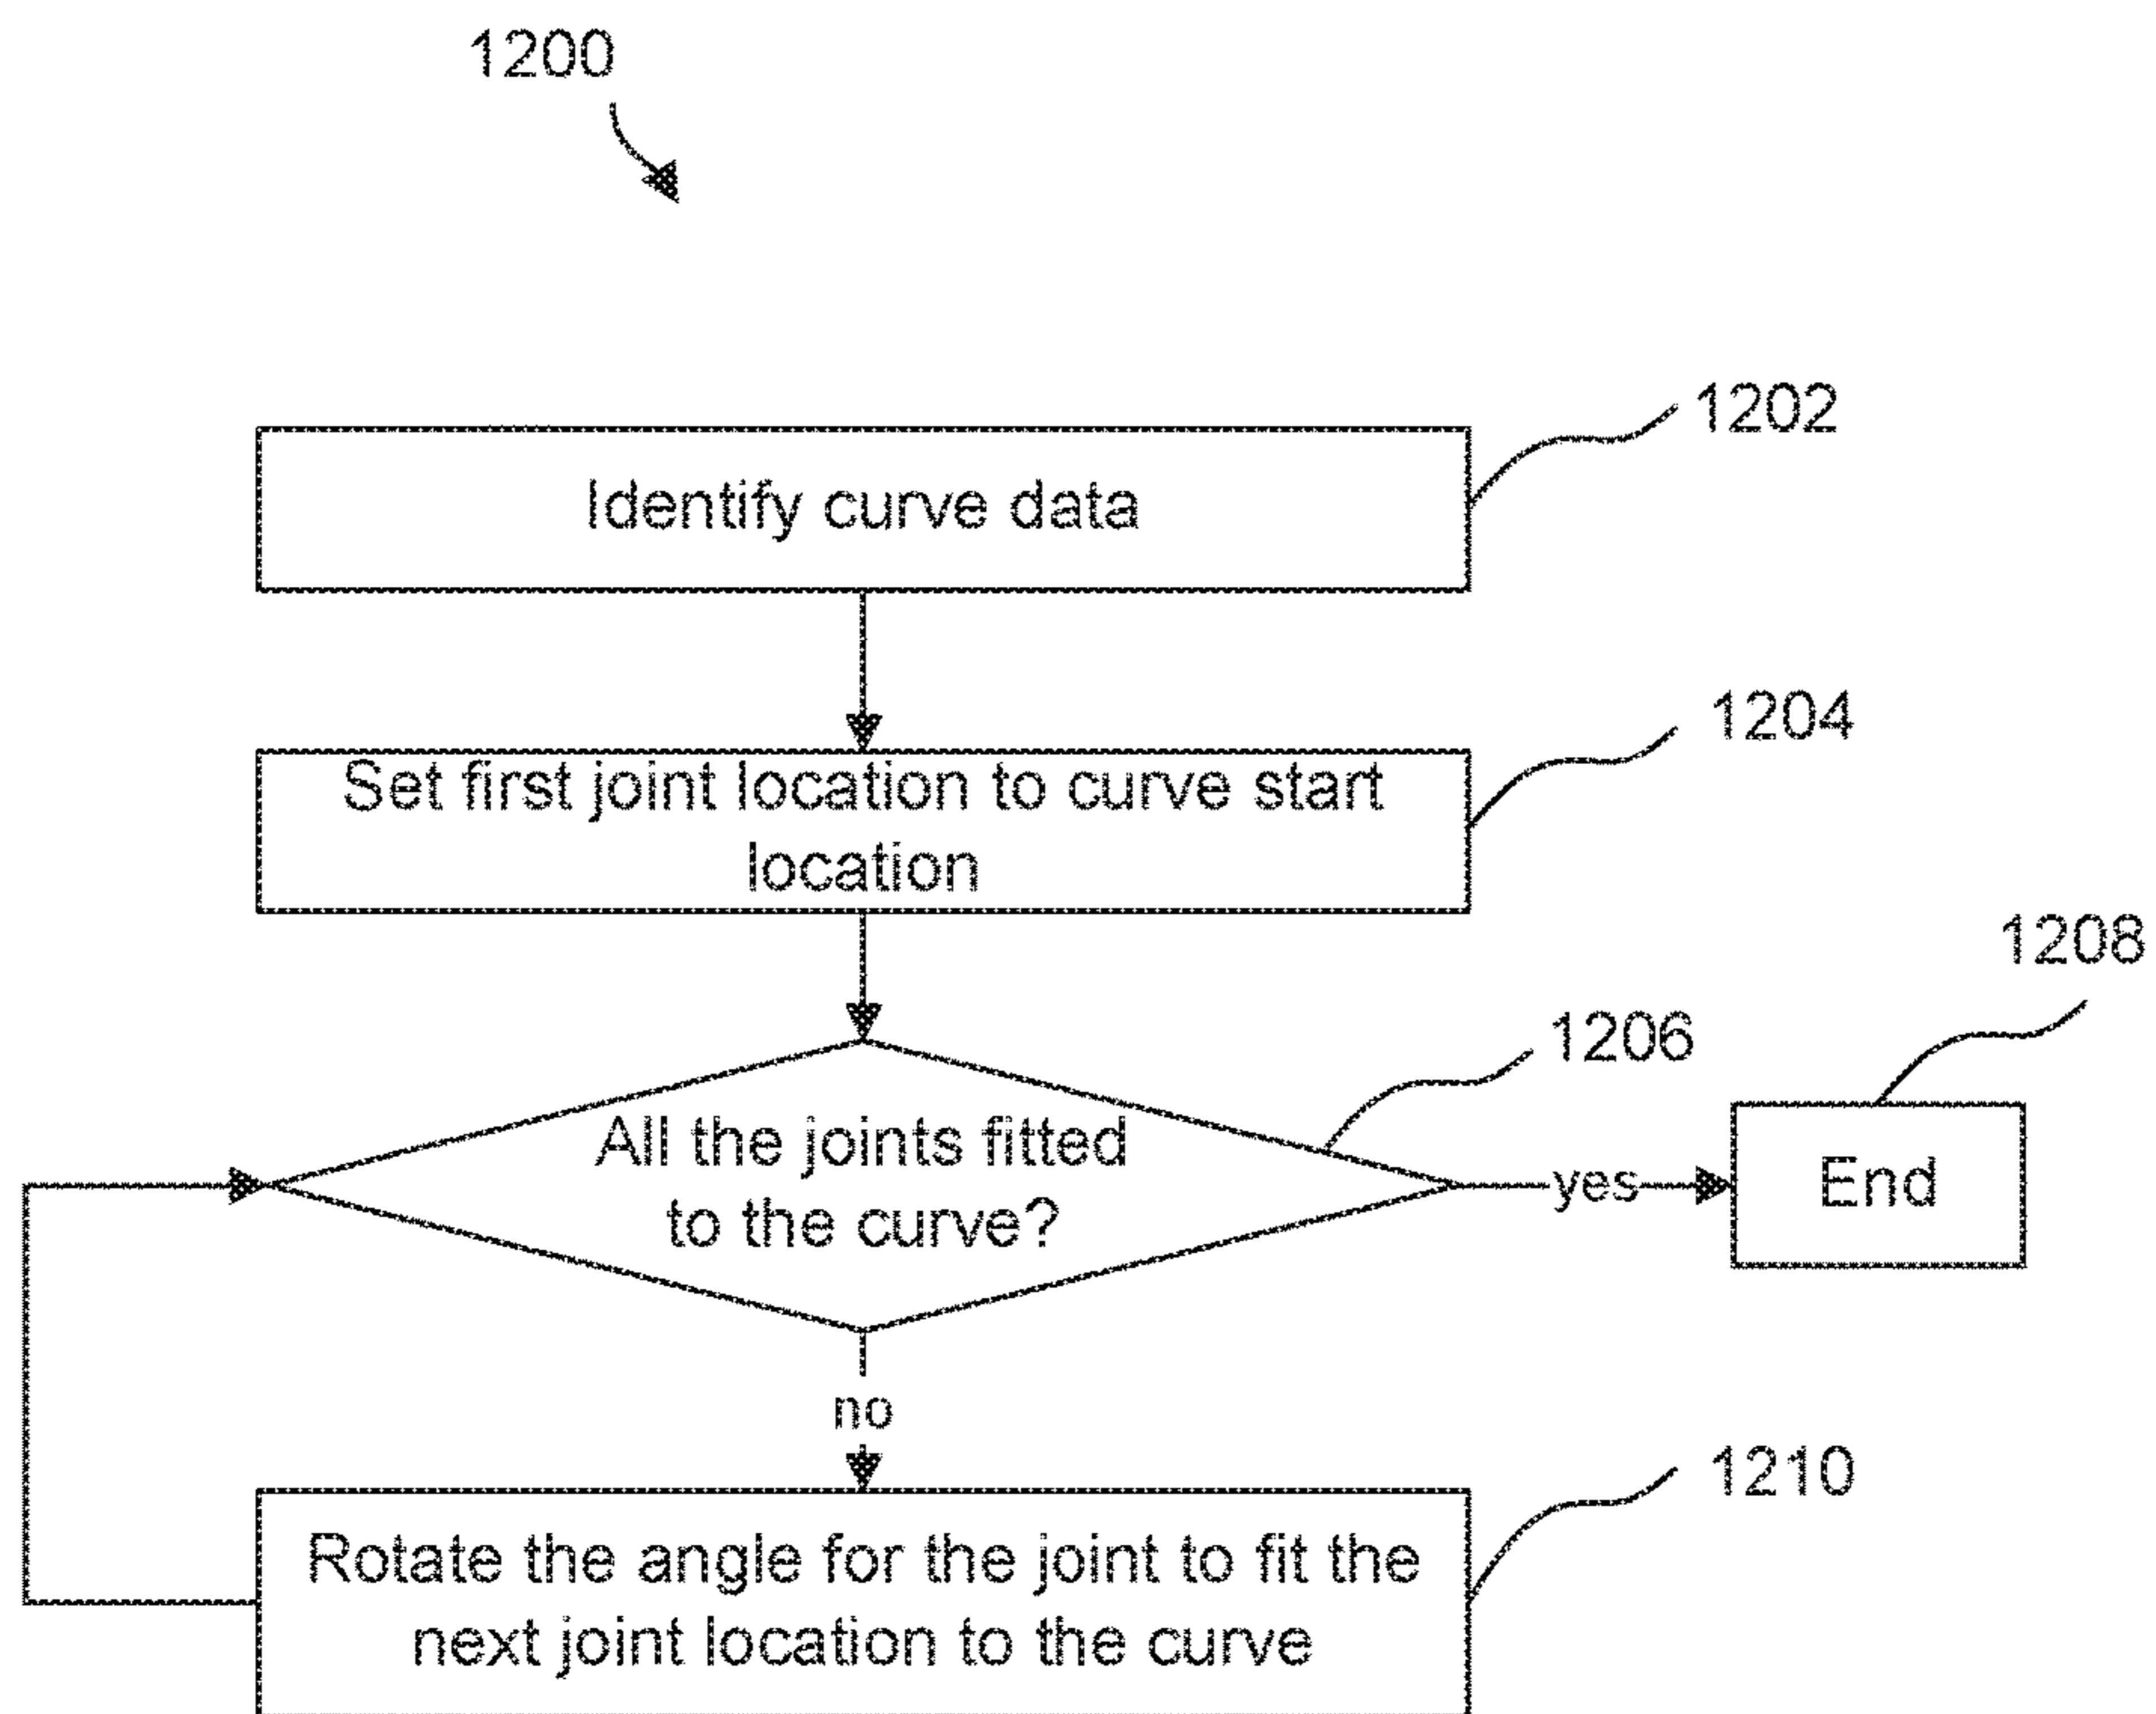 1200
1202
Identify curve data
1204
Set first joint location to curve start
location
1208
1206
All the joints fitted
to the curve?
yes
End
no
1210
Rotate the angle for the joint to fit the
next joint location to the curve